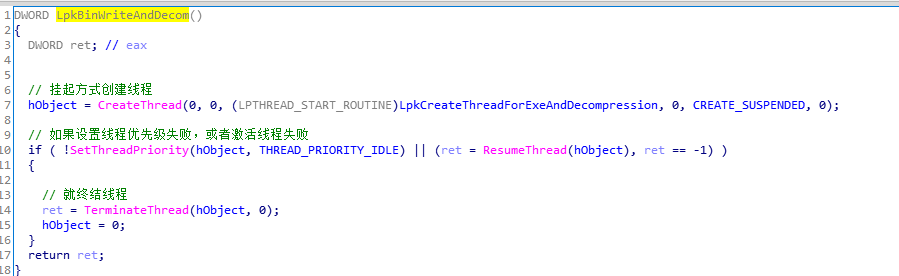 1 DWORD LpkBinWriteAndDecom()
2 {
3 DWORD ret; // eax
4
5
6 // 挂起方式创建线程
7 hObject = CreateThread(0, 0, (LPTHREAD_START_ROUTINE)LpkCreateThreadForExeAndDecompression, 0, CREATE_SUSPENDED, 0);
8
9 // 如果设置线程优先级失败，或者激活线程失败
10 if ( !SetThreadPriority(hObject, THREAD_PRIORITY_IDLE) || (ret = ResumeThread(hObject), ret == -1) )
11 {
12
13 // 就终结线程
14 ret = TerminateThread(hObject, 0);
15 hObject = 0;
16 }
17 return ret;
18 }